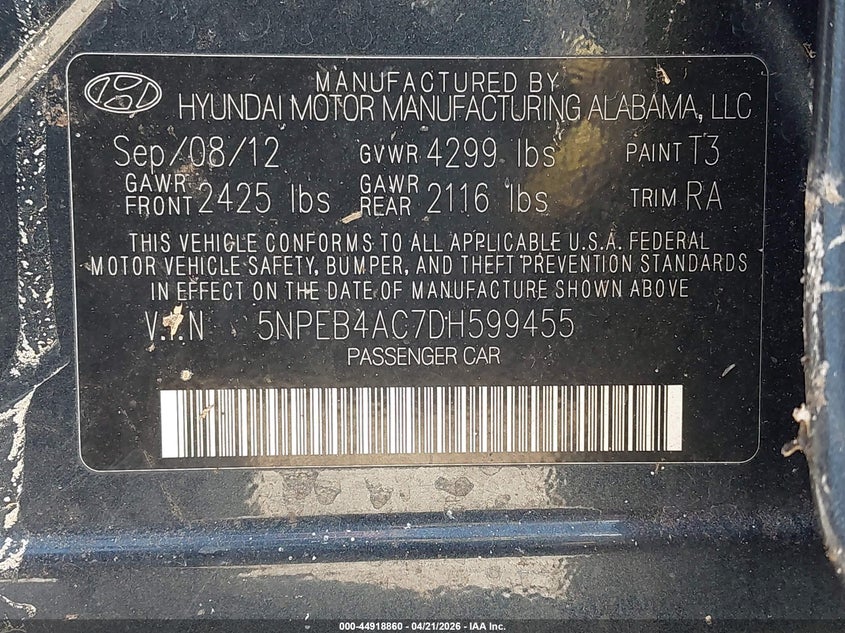 MANUFACTURED BY
HYUNDAI MOTOR MANUFACTURING ALABAMA, LLC
Sep/08/12 GVWR 4299 lbs PAINT T3
GAWR FRONT 2425 lbs GAWR REAR 2116 lbs TRIM RA
THIS VEHICLE CONFORMS TO ALL APPLICABLE U.S.A. FEDERAL
MOTOR VEHICLE SAFETY, BUMPER, AND THEFT PREVENTION STANDARDS
IN EFFECT ON THE DATE OF MANUFACTURE SHOWN ABOVE
V.I.N 5NPEB4AC7DH599455
PASSENGER CAR
000-44918860 - 04/21/2026 - IAA Inc.